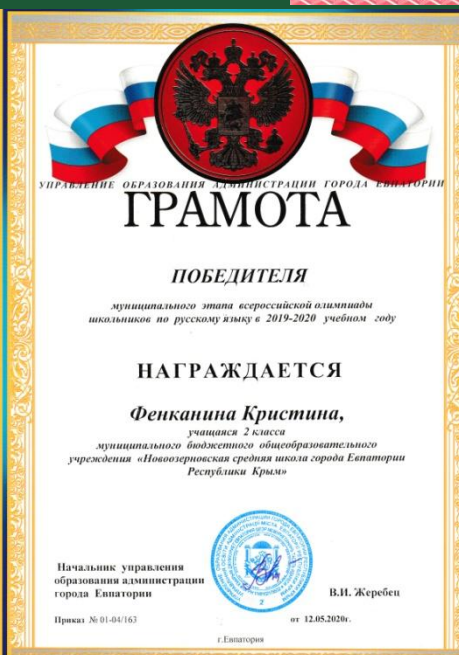 УПРАВЛЕНИЕ ОБРАЗОВАНИЯ АДМИНИСТРАЦИИ ГОРОДА ЕВПАТОРИИ
ГРАМОТА
ПОБЕДИТЕЛЯ
муниципального этапа всероссийской олимпиады
школьников по русскому языку в 2019-2020 учебном году
НАГРАЖДАЕТСЯ
Фенканина Кристина,
учащаяся 2 класса
муниципального бюджетного общеобразовательного
учреждения «Новоозерновская средняя школа города Евпатории
Республики Крым»
Начальник управления
образования администрации
города Евпатории
В.И. Жеребец
Приказ № 01-04/163
от 12.05.2020г.
г.Евпатория
2